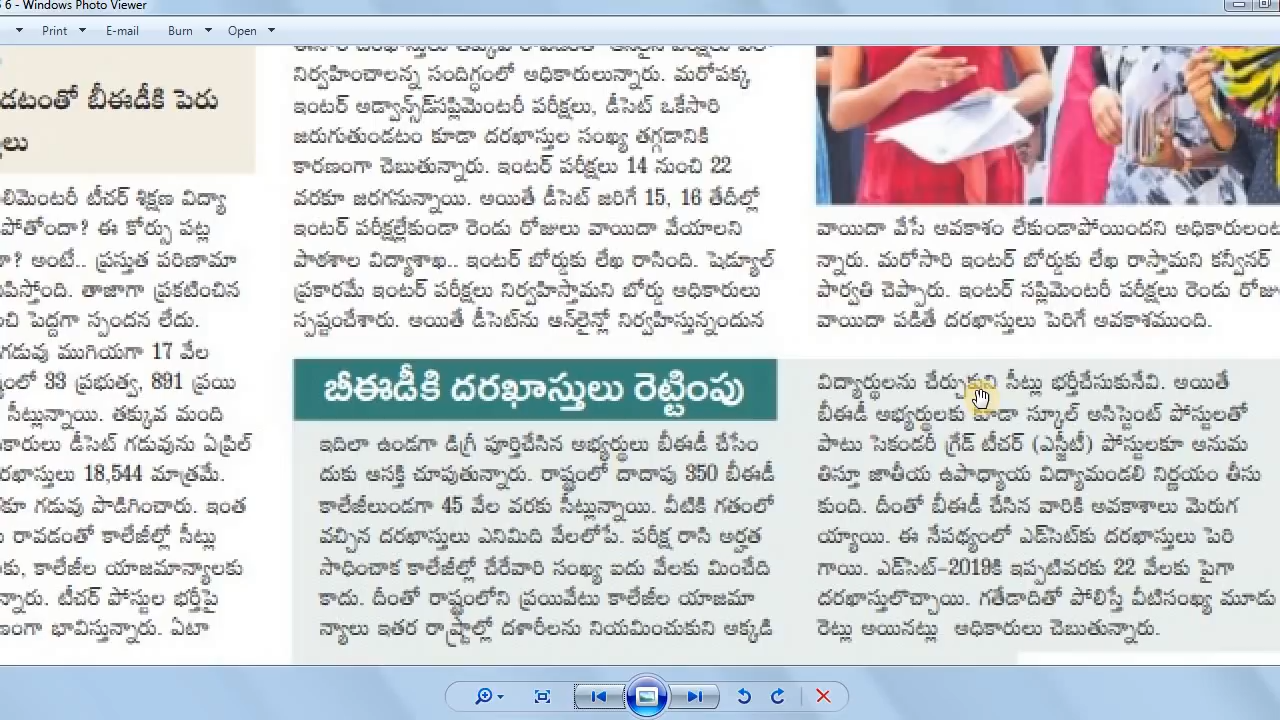 6 - Windows Photo Viewer
Print
E-mail
Burn
Open
డటంతో బీఈడీకి పెరు
లు
లిమెంటరీ టీచర్ శిక్షణ విద్యా
పోతోందా? ఈ కోర్సు పట్ల
ా? అంటే.. ప్రస్తుత పరిణామా
పిస్తోంది. తాజాగా ప్రకటించిన
చి పెద్దగా స్పందన లేదు.
గడువు ముగియగా 17 వేల
ంలో 33 ప్రభుత్వ, 891 ప్రయి
సీట్లున్నాయి. తక్కువ మంది
కారులు డీసెట్ గడువును ఏప్రిల్
రఖాస్తులు 18,544 మాత్రమే.
కూ గడువు పొడిగించారు. ఇంత
రావడంతో కాలేజీల్లో సీట్లు
కు, కాలేజీల యాజమాన్యాలకు
న్నారు. టీచర్ పోస్టుల భర్తీపై
ణంగా భావిస్తున్నారు. ఏటా
నిర్వహించాలన్న సందిగ్ధంలో అధికారులున్నారు. మరోపక్క
ఇంటర్ అడ్వాన్స్‌డ్‌సప్లిమెంటరీ పరీక్షలు, డీసెట్ ఒకేసారి
జరుగుతుండటం కూడా దరఖాస్తుల సంఖ్య తగ్గడానికి
కారణంగా చెబుతున్నారు. ఇంటర్ పరీక్షలు 14 నుంచి 22
వరకూ జరగనున్నాయి. అయితే డీసెట్ జరిగే 15, 16 తేదీల్లో
ఇంటర్ పరీక్షల్లేకుండా రెండు రోజులు వాయిదా వేయాలని
పాఠశాల విద్యాశాఖ.. ఇంటర్ బోర్డుకు లేఖ రాసింది. షెడ్యూల్
ప్రకారమే ఇంటర్ పరీక్షలు నిర్వహిస్తామని బోర్డు అధికారులు
స్పష్టంచేశారు. అయితే డీసెట్‌ను ఆన్‌లైన్లో నిర్వహిస్తున్నందున
వాయిదా వేసే అవకాశం లేకుండాపోయిందని అధికారులంటు
న్నారు. మరోసారి ఇంటర్ బోర్డుకు లేఖ రాస్తామని కన్వీనర్
పార్వతి చెప్పారు. ఇంటర్ సప్లిమెంటరీ పరీక్షలు రెండు రోజు
వాయిదా పడితే దరఖాస్తులు పెరిగే అవకాశముంది.
బీఈడీకి దరఖాస్తులు రెట్టింపు
ఇదిలా ఉండగా డిగ్రీ పూర్తిచేసిన అభ్యర్థులు బీఈడీ చేసేం
దుకు ఆసక్తి చూపుతున్నారు. రాష్ట్రంలో దాదాపు 350 బీఈడీ
కాలేజీలుండగా 45 వేల వరకు సీట్లున్నాయి. వీటికి గతంలో
వచ్చిన దరఖాస్తులు ఎనిమిది వేలలోపే. పరీక్ష రాసి అర్హత
సాధించాక కాలేజీల్లో చేరేవారి సంఖ్య ఐదు వేలకు మించేది
కాదు. దీంతో రాష్ట్రంలోని ప్రయివేటు కాలేజీల యాజమా
న్యాలు ఇతర రాష్ట్రాల్లో దళారీలను నియమించుకుని అక్కడి
విద్యార్థులను చేర్చుకుని సీట్లు భర్తీచేసుకునేవి. అయితే
బీఈడీ అభ్యర్థులకు కూడా స్కూల్ అసిస్టెంట్ పోస్టులతో
పాటు సెకండరీ గ్రేడ్ టీచర్ (ఎస్జీటీ) పోస్టులకూ అనుమ
తిస్తూ జాతీయ ఉపాధ్యాయ విద్యామండలి నిర్ణయం తీసు
కుంది. దీంతో బీఈడీ చేసిన వారికి అవకాశాలు మెరుగ
య్యాయి. ఈ నేపథ్యంలో ఎడ్‌సెట్‌కు దరఖాస్తులు పెరి
గాయి. ఎడ్‌సెట్-2019కి ఇప్పటివరకు 22 వేలకు పైగా
దరఖాస్తులొచ్చాయి. గతేడాదితో పోలిస్తే వీటిసంఖ్య మూడు
రెట్లు అయినట్లు అధికారులు చెబుతున్నారు.